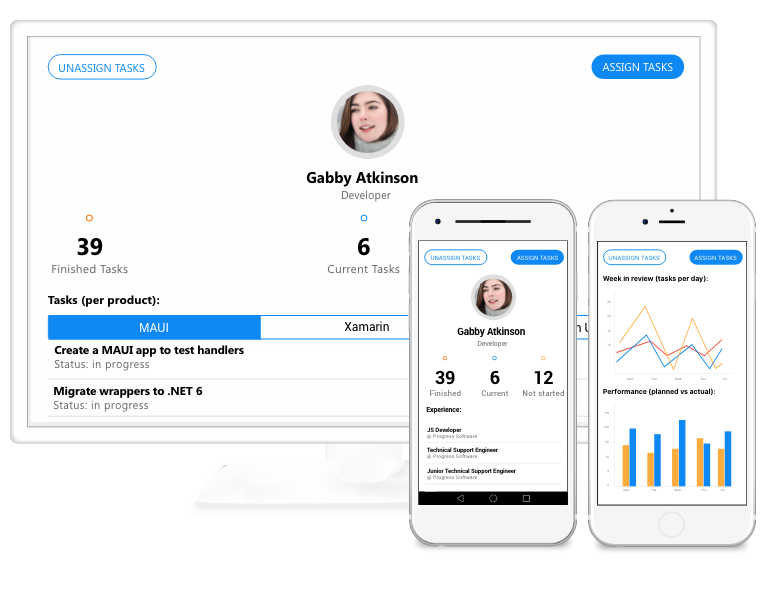 UNASSIGN TASKS
ASSIGN TASKS
Gabby Atkinson
Developer
39
6
Finished Tasks
Current Tasks
Tasks (per product):
MAUI
Xamarin
Create a MAUI app to test handlers
Status: in progress
Migrate wrappers to .NET 6
Status: in progress
UNASSIGN TASKS
ASSIGN TASKS
Gabby Atkinson
Developer
39
6
12
Finished
Current
Not started
Experience:
JS Developer
@ Progress Software
Technical Support Engineer
@ Progress Software
Junior Technical Support Engineer
@ Progress Software
UNASSIGN TASKS
ASSIGN TASKS
Week in review (tasks per day):
Performance (planned vs actual):